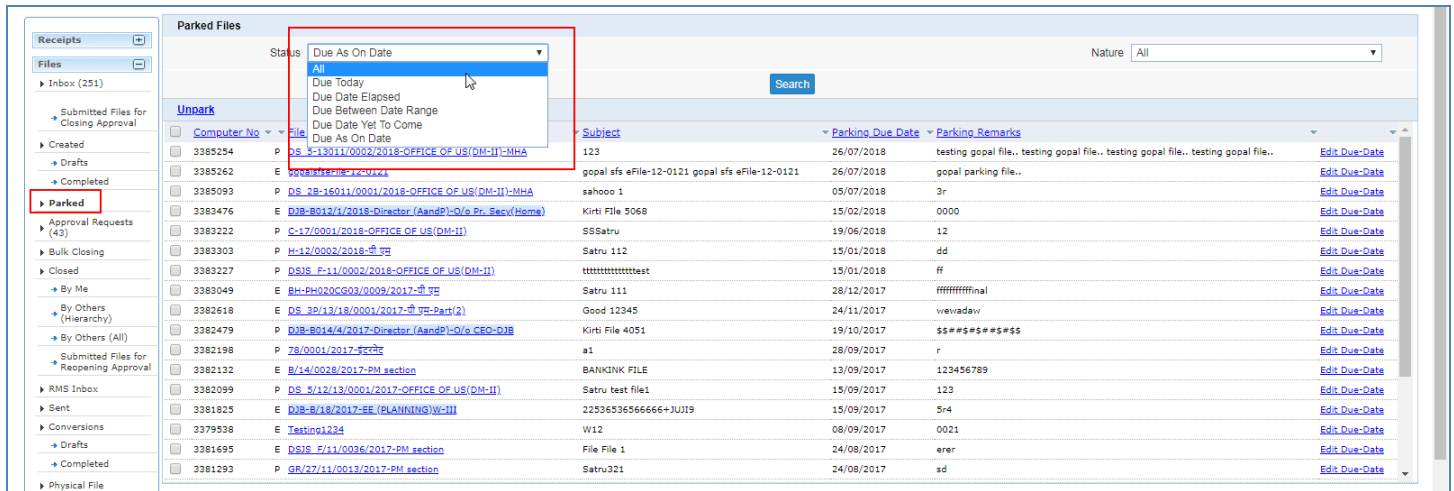 Parked Files
Receipts
Files
Inbox (251)
Submitted Files for
Closing Approval
Created
Drafts
Completed
Parked
Approval Requests
(43)
Bulk Closing
Closed
By Me
By Others
(Hierarchy)
By Others (All)
Submitted Files for
Reopening Approval
RMS Inbox
Sent
Conversions
Drafts
Completed
Physical File
Status Due As On Date Nature All
All
Due Today
Due Date Elapsed
Due Between Date Range
Due Date Yet To Come
Due As On Date
Search
Unpark
Computer No File Subject Parking Due Date Parking Remarks
3385254 P DS_5-13011/0002/2018-OFFICE OF US(DM-II)-MHA 123 26/07/2018 testing gopal file.. testing gopal file.. testing gopal file.. testing gopal file.. Edit Due-Date
3385262 E gopalsfseFile-12-0121 gopal sfs eFile-12-0121 gopal sfs eFile-12-0121 26/07/2018 gopal parking file.. Edit Due-Date
3385093 P DS_2B-16011/0001/2018-OFFICE OF US(DM-II)-MHA sahooo 1 05/07/2018 3r Edit Due-Date
3383476 E DJB-B012/1/2018-Director (AandP)-O/o Pr. Secy(Home) Kirti FIle 5068 15/02/2018 0000 Edit Due-Date
3383222 P C-17/0001/2018-OFFICE OF US(DM-II) SSSatru 19/06/2018 12 Edit Due-Date
3383303 P H-12/0002/2018-पी एम Satru 112 15/01/2018 dd Edit Due-Date
3383227 P DSJS_F-11/0002/2018-OFFICE OF US(DM-II) ttttttttttttttttest 15/01/2018 ff Edit Due-Date
3383049 E BH-PH020CG03/0009/2017-पी एम Satru 111 28/12/2017 fffffffffffinal Edit Due-Date
3382618 E DS_3P/13/18/0001/2017-पी एम-Part(2) Good 12345 24/11/2017 wewadaw Edit Due-Date
3382479 P DJB-B014/4/2017-Director (AandP)-O/o CEO-DJB Kirti File 4051 19/10/2017 $$##$#$##$#$$ Edit Due-Date
3382198 P 78/0001/2017-इंटरनेट a1 28/09/2017 r Edit Due-Date
3382132 E B/14/0028/2017-PM section BANKINK FILE 13/09/2017 123456789 Edit Due-Date
3382099 P DS_5/12/13/0001/2017-OFFICE OF US(DM-II) Satru test file1 15/09/2017 123 Edit Due-Date
3381825 E DJB-B/18/2017-EE (PLANNING)W-III 22536536566666+JUJI9 15/09/2017 5r4 Edit Due-Date
3379538 E Testing1234 W12 08/09/2017 0021 Edit Due-Date
3381695 E DSJS_F/11/0036/2017-PM section File File 1 24/08/2017 erer Edit Due-Date
3381293 P GR/27/11/0013/2017-PM section Satru321 24/08/2017 sd Edit Due-Date